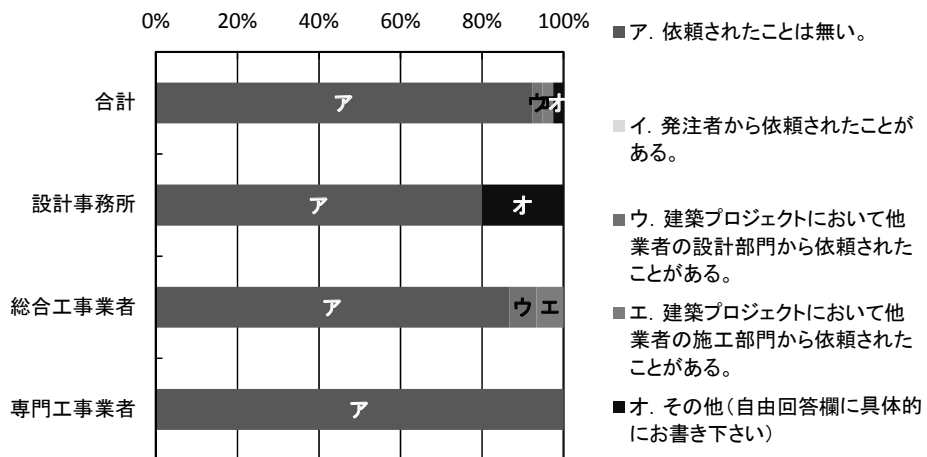 0% 20% 40% 60% 80% 100%
合計
ア ウ エ オ
設計事務所
ア オ
総合工事業者
ア ウ エ
専門工事業者
ア
ア. 依頼されたことは無い。
イ. 発注者から依頼されたことが
ある。
ウ. 建築プロジェクトにおいて他
業者の設計部門から依頼された
ことがある。
エ. 建築プロジェクトにおいて他
業者の施工部門から依頼された
ことがある。
オ. その他(自由回答欄に具体的
にお書き下さい)